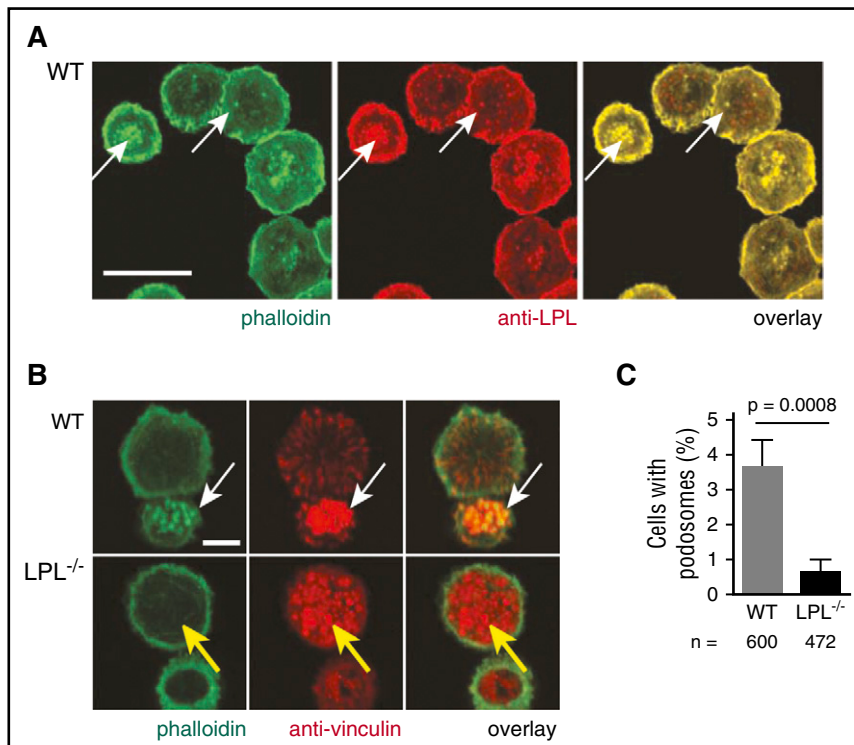 A
WT
phalloidin anti-LPL overlay
B
WT
LPL-/-
phalloidin anti-vinculin overlay
C
p = 0.0008
Cells with
podosomes (%)
5
4
3
2
1
0
WT LPL-/-
n = 600 472